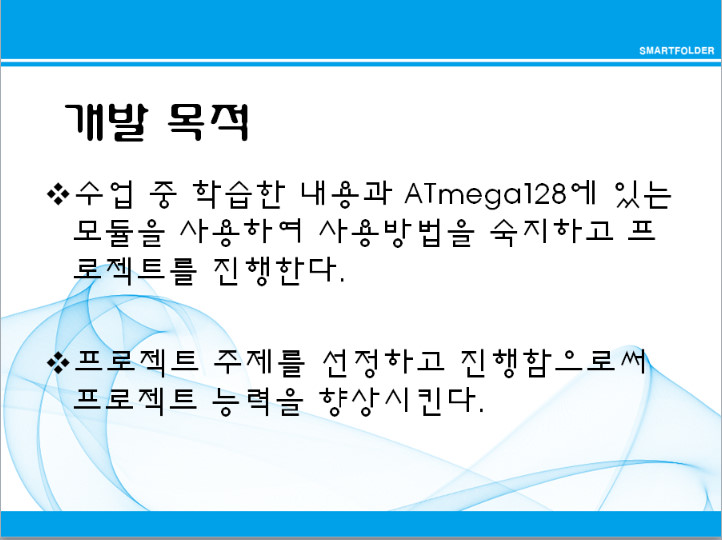 SMARTFOLDER
개발 목적
❖수업 중 학습한 내용과 ATmega128에 있는
모듈을 사용하여 사용방법을 숙지하고 프
로젝트를 진행한다.
❖프로젝트 주제를 선정하고 진행함으로써
프로젝트 능력을 향상시킨다.